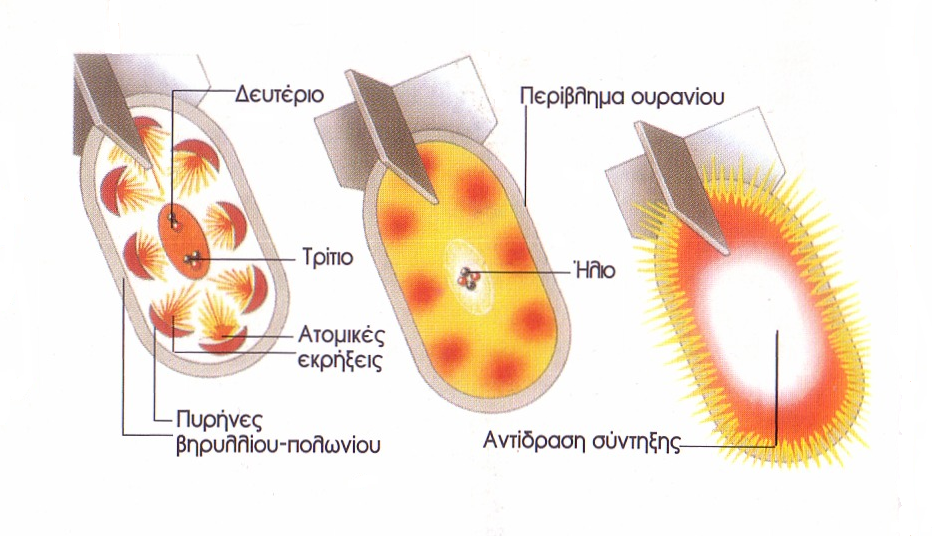 Δευτέριο
Τρίτιο
Ατομικές
εκρήξεις
Πυρήνες
βηρυλλίου-πολωνίου
Περίβλημα ουρανίου
Ήλιο
Αντίδραση σύντηξης